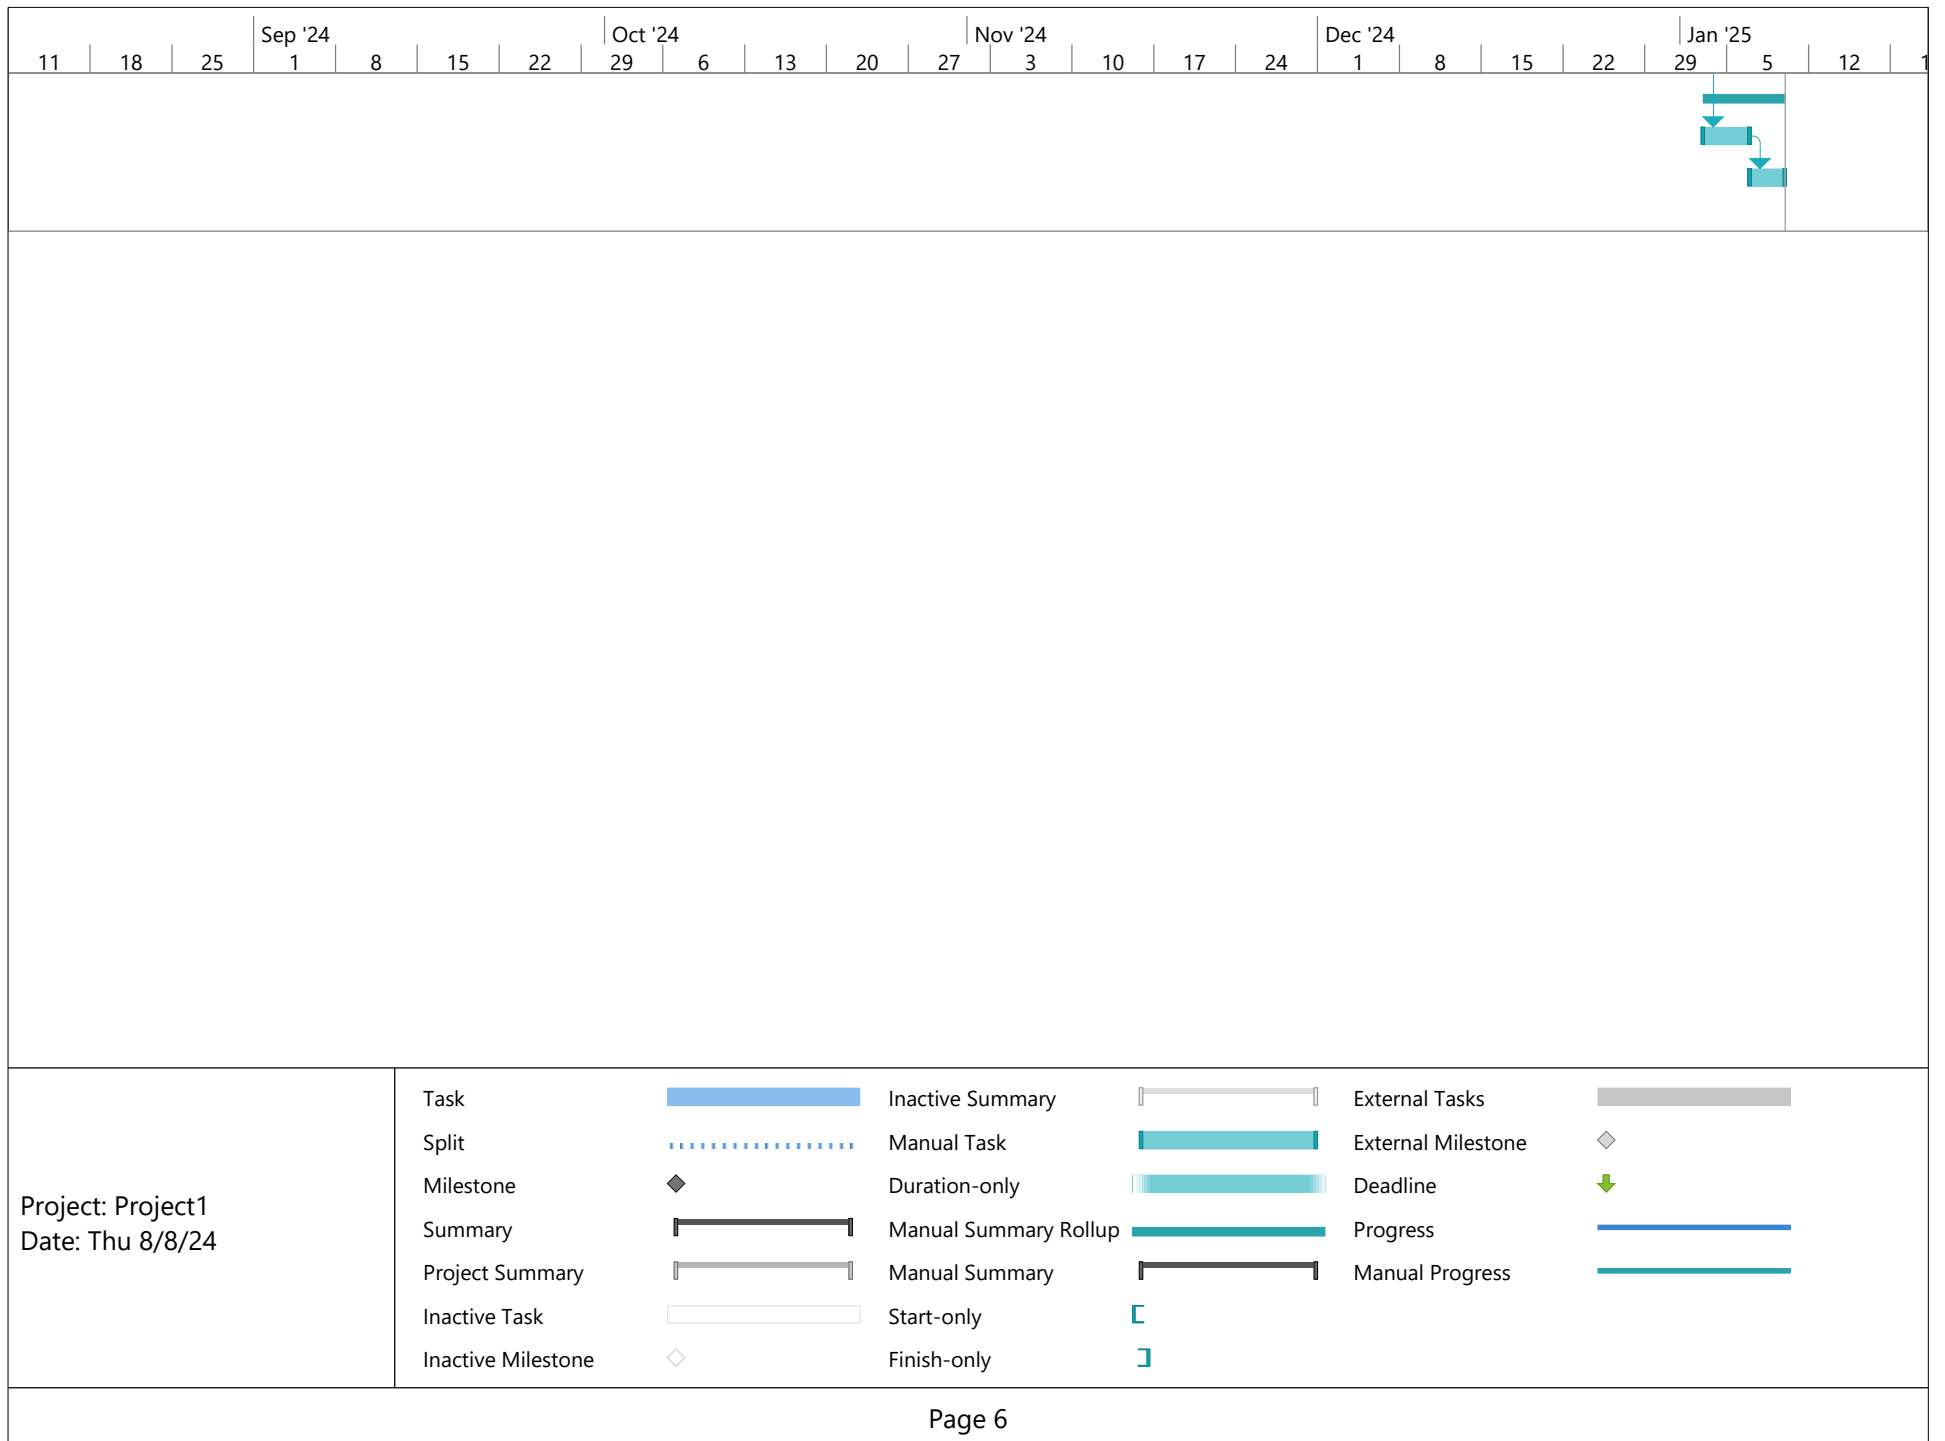 Sep '24 Oct '24 Nov '24 Dec '24 Jan '25
11 18 25 1 8 15 22 29 6 13 20 27 3 10 17 24 1 8 15 22 29 5 12 1
Project: Project1
Date: Thu 8/8/24
Task
Split
Milestone
Summary
Project Summary
Inactive Task
Inactive Milestone
Inactive Summary
Manual Task
Duration-only
Manual Summary Rollup
Manual Summary
Start-only
Finish-only
External Tasks
External Milestone
Deadline
Progress
Manual Progress
Page 6